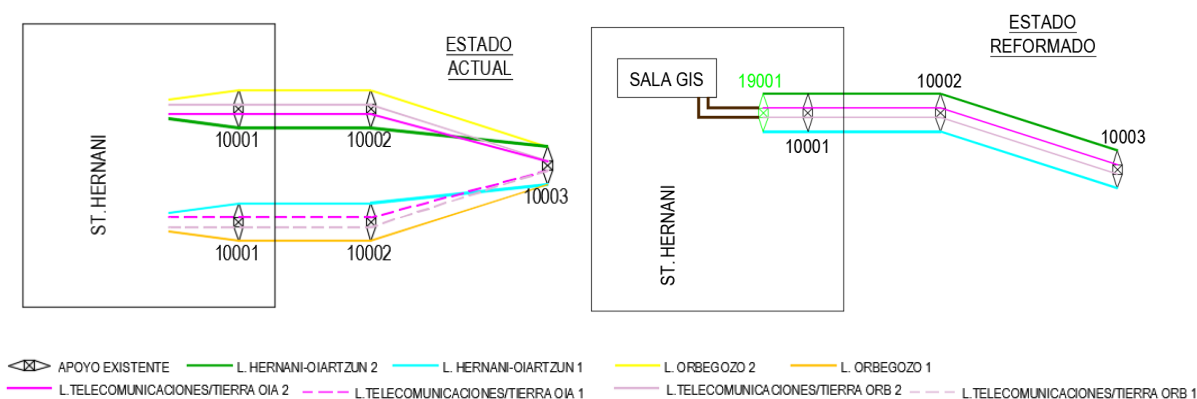 ESTADO
ACTUAL
10001
10002
10003
10001
10002
ST. HERNANI
ESTADO
REFORMADO
SALA GIS
19001
10002
10001
10003
ST. HERNANI
APOYO EXISTENTE
L. HERNANI-OIARTZUN 2
L. HERNANI-OIARTZUN 1
L. ORBEGOZO 2
L. ORBEGOZO 1
L.TELECOMUNICACIONES/TIERRA OIA 2
L.TELECOMUNICACIONES/TIERRA OIA 1
L.TELECOMUNICACIONES/TIERRA ORB 2
L.TELECOMUNICACIONES/TIERRA ORB 1